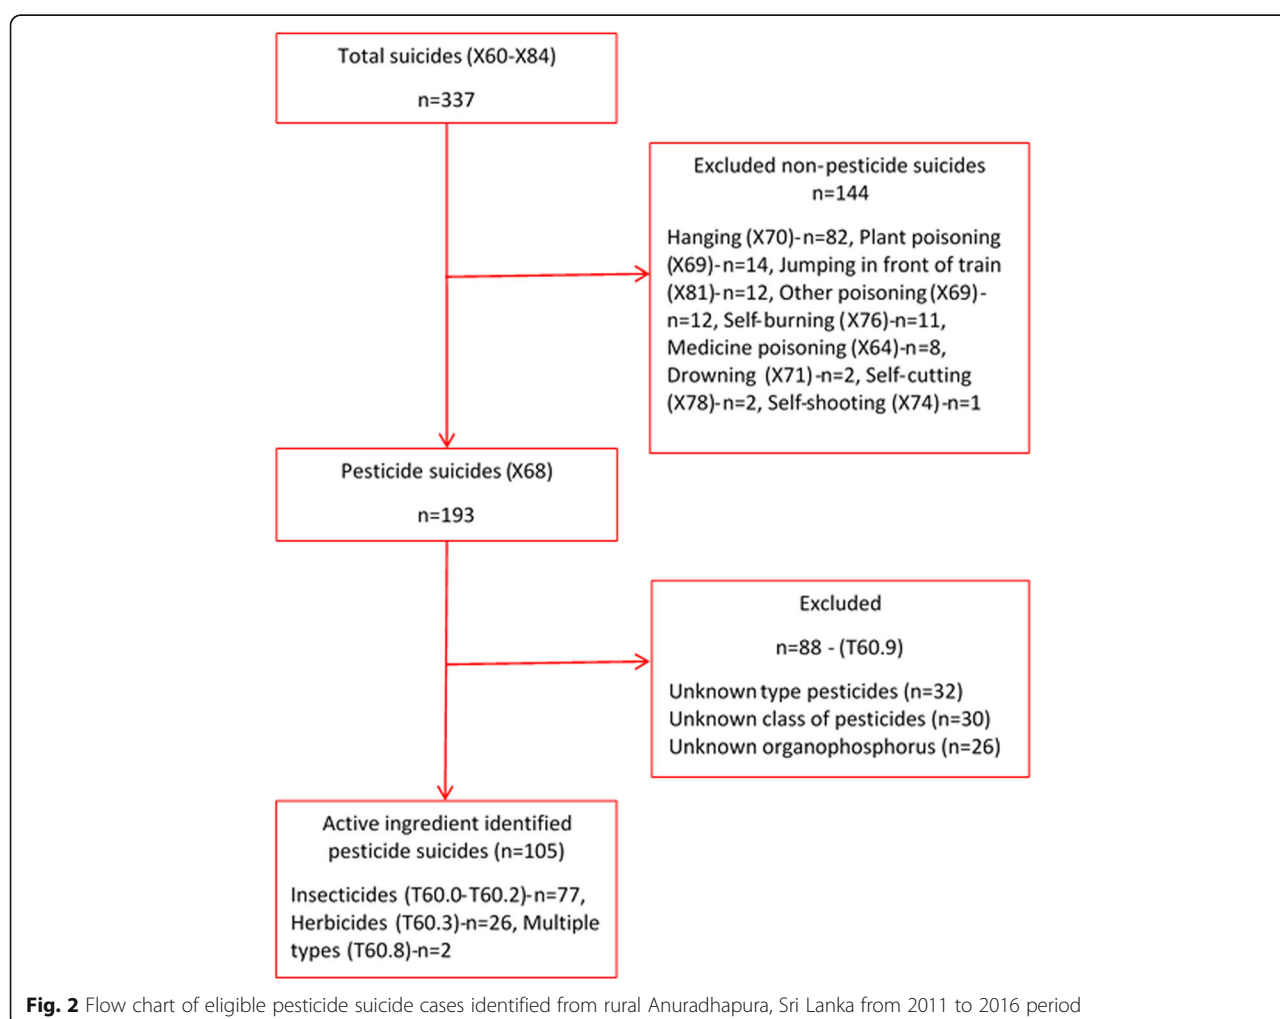 Total suicides (X60-X84)
n=337
Excluded non-pesticide suicides
n=144
Hanging (X70)-n=82, Plant poisoning
(X69)-n=14, Jumping in front of train
(X81)-n=12, Other poisoning (X69)-
n=12, Self-burning (X76)-n=11,
Medicine poisoning (X64)-n=8,
Drowning (X71)-n=2, Self-cutting
(X78)-n=2, Self-shooting (X74)-n=1
Pesticide suicides (X68)
n=193
Excluded
n=88 - (T60.9)
Unknown type pesticides (n=32)
Unknown class of pesticides (n=30)
Unknown organophosphorus (n=26)
Active ingredient identified
pesticide suicides (n=105)
Insecticides (T60.0-T60.2)-n=77,
Herbicides (T60.3)-n=26, Multiple
types (T60.8)-n=2
Fig. 2 Flow chart of eligible pesticide suicide cases identified from rural Anuradhapura, Sri Lanka from 2011 to 2016 period